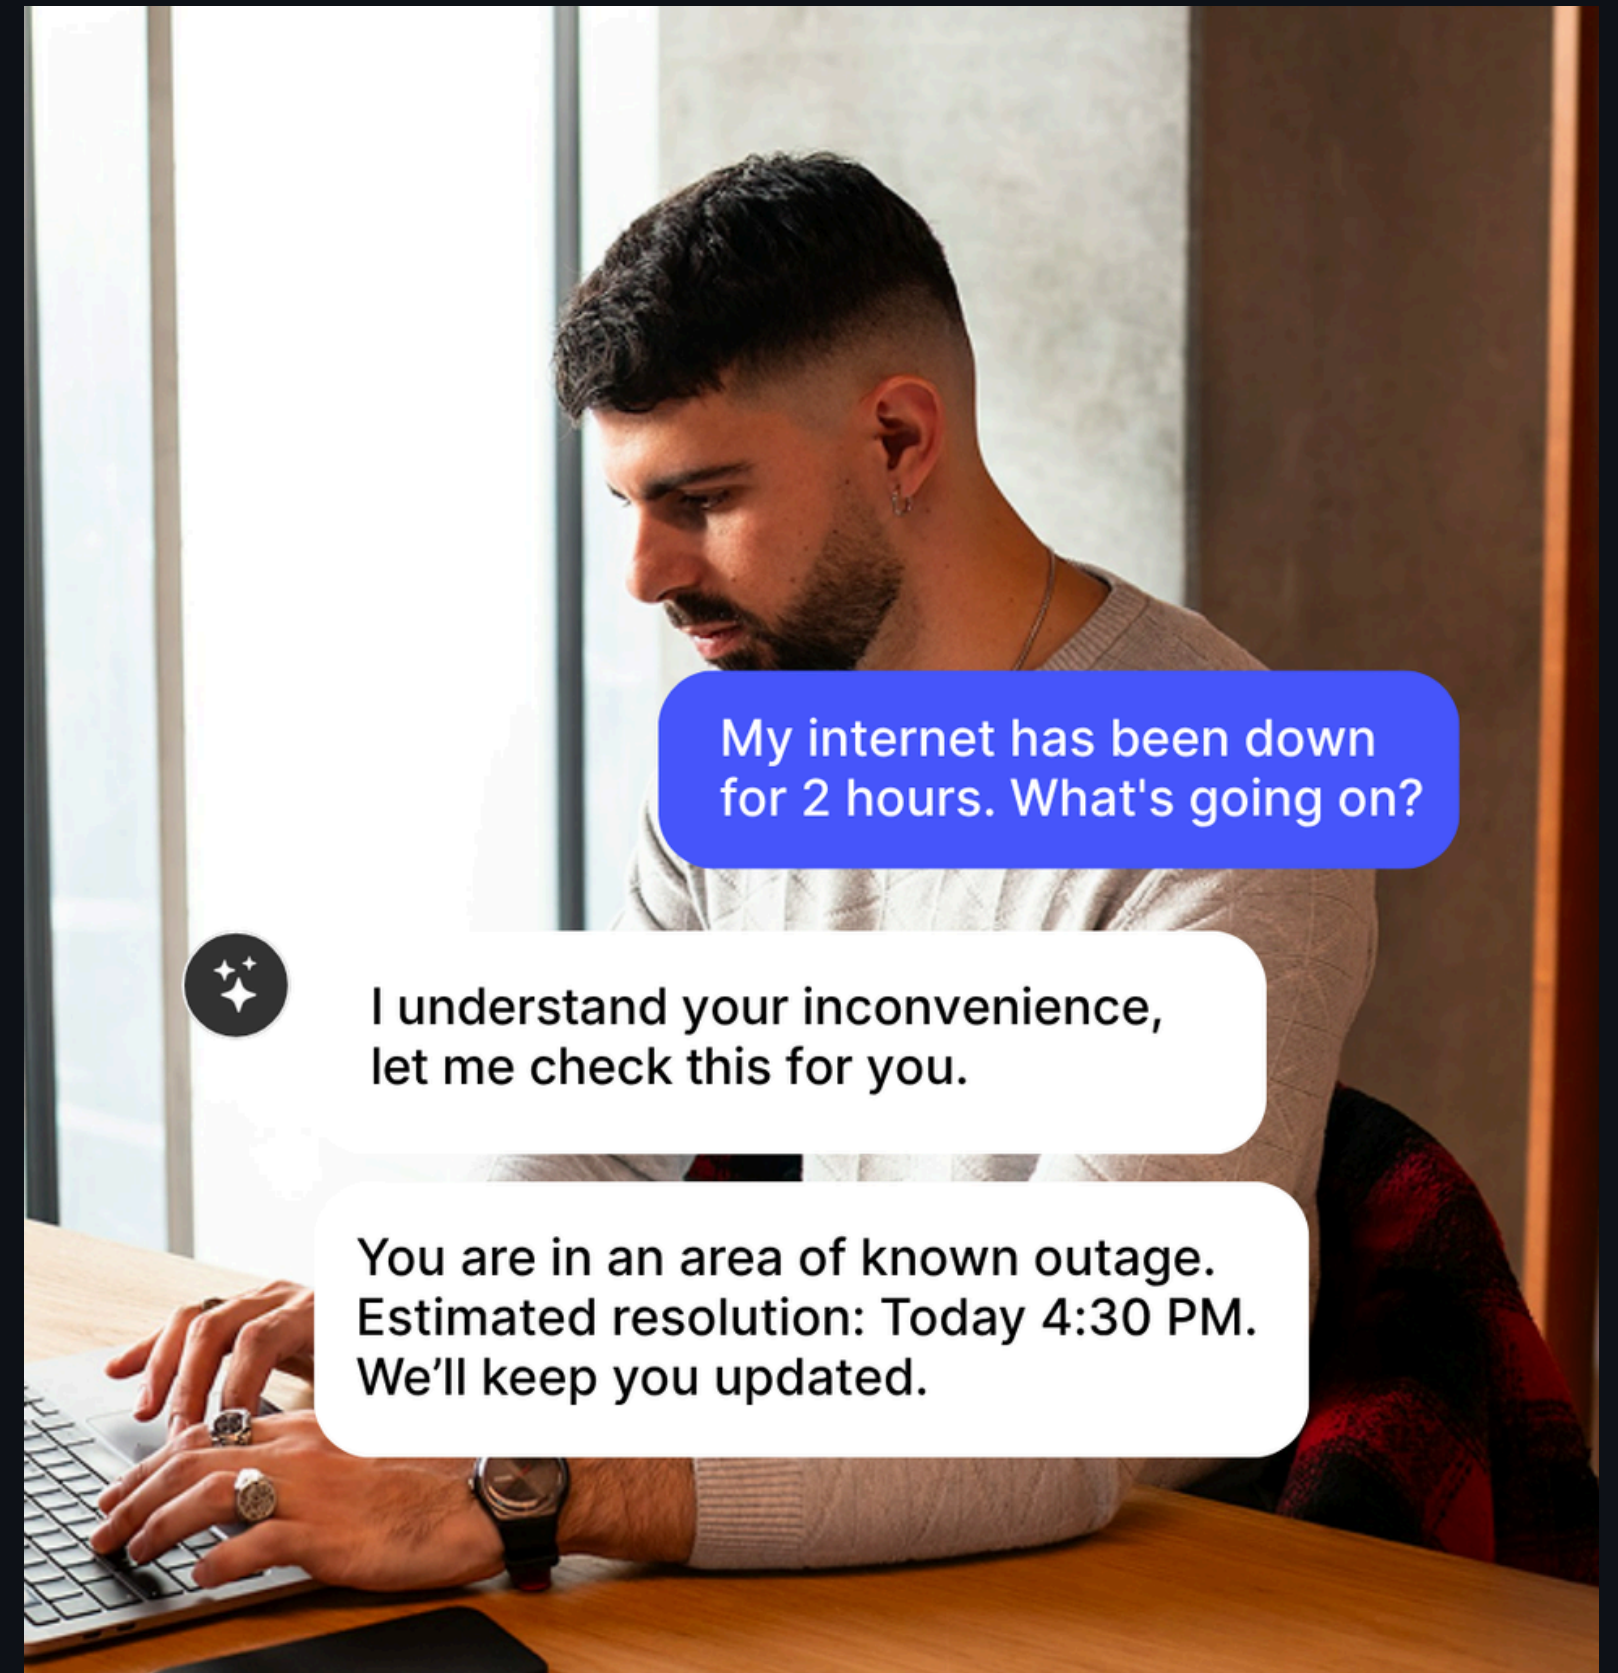 My internet has been down
for 2 hours. What's going on?
I understand your inconvenience,
let me check this for you.
You are in an area of known outage.
Estimated resolution: Today 4:30 PM.
We’ll keep you updated.